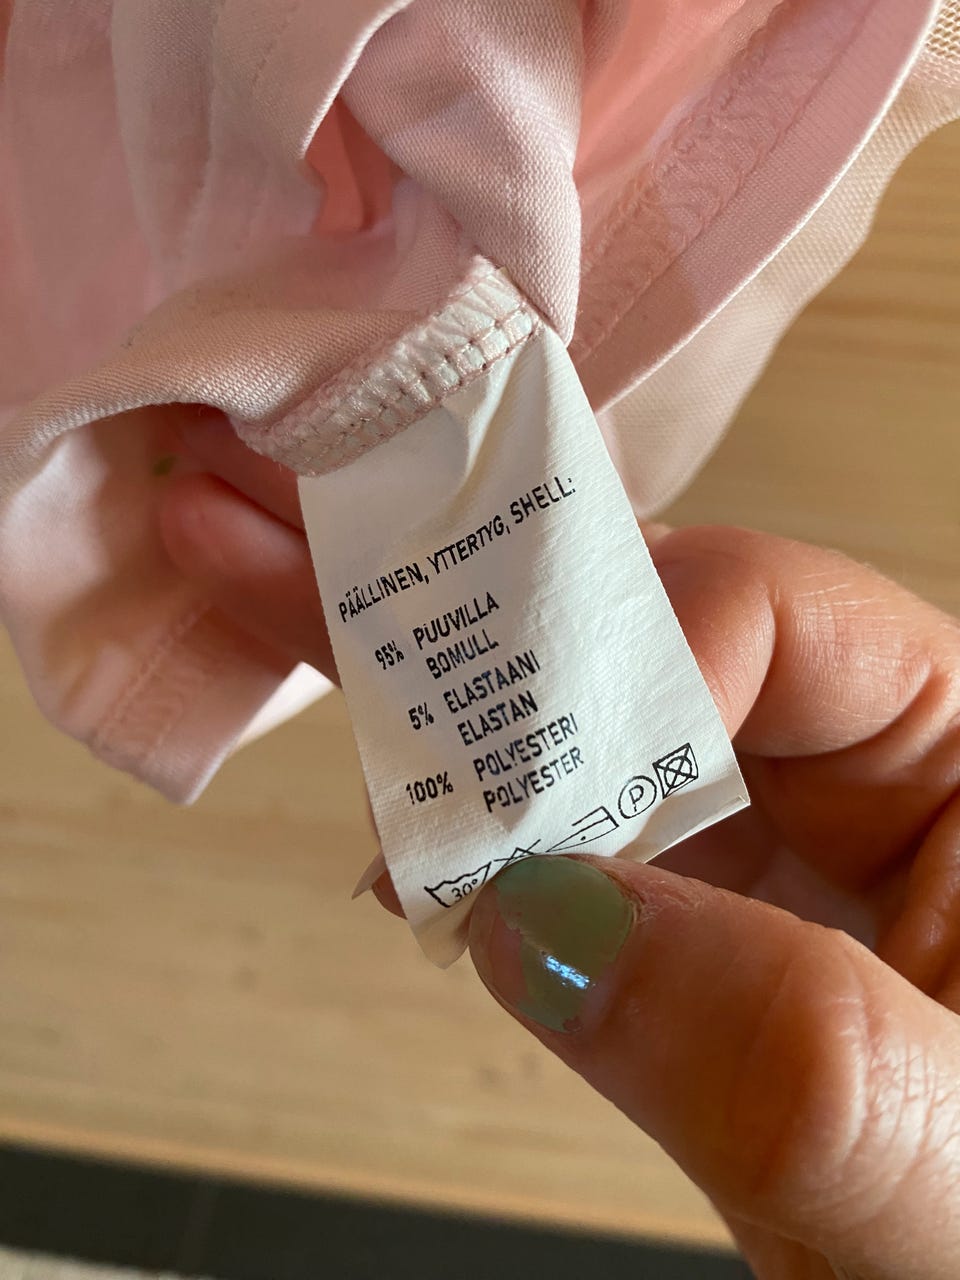 PÄÄLLINEN, YTTERTYG, SHELL:
95% PUUVILLA
BOMULL
5% ELASTAANI
ELASTAN
100% POLYESTERI
POLYESTER
30° P